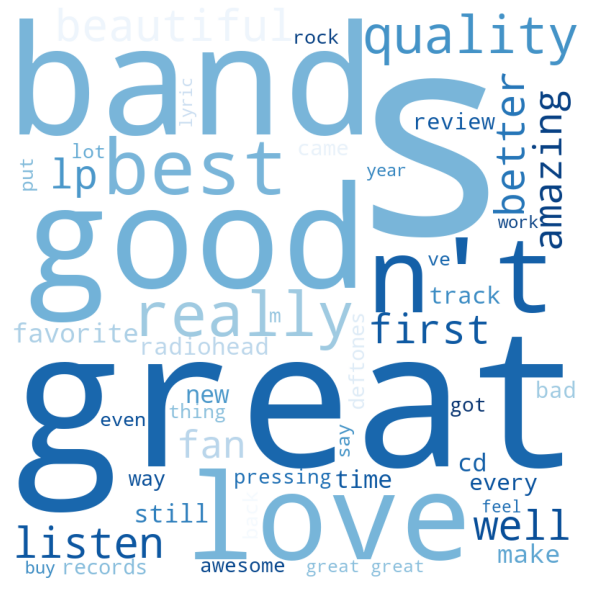 beautiful
rock
quality
band
s
lyric
better
amazing
review
came
lot
put
lp
best
year
good
work
n't
ve
really
m
track
first
favorite
radiohead
deftones
great
bad
new
thing
even
got
fan
say
way
pressing
time
cd
every
love
back
still
feel
well
listen
make
buy
records
awesome
great great